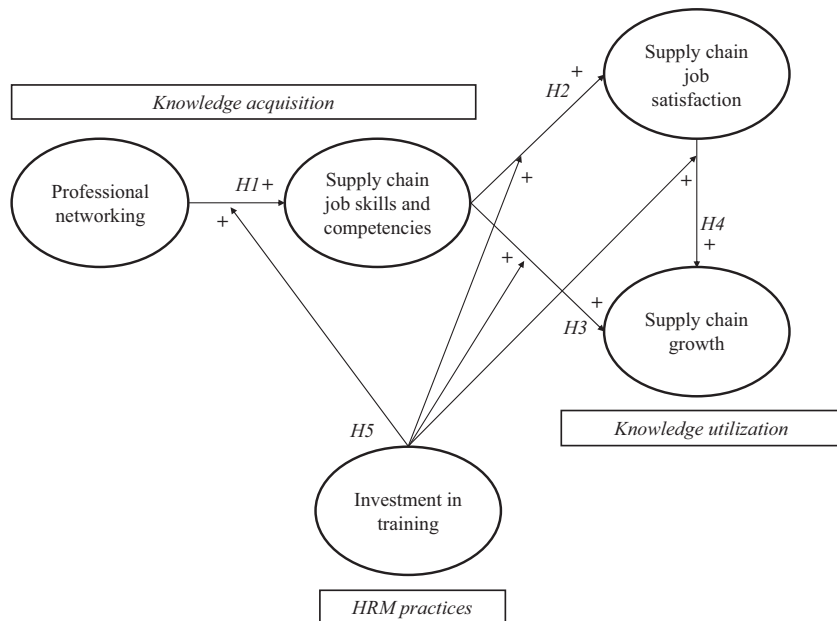 Supply chain
job
satisfaction
+
H2
Knowledge acquisition
+
+
Professional
networking
H1+
+
Supply chain
job skills and
competencies
H4
+
+
+
H3
Supply chain
growth
H5
Knowledge utilization
Investment in
training
HRM practices